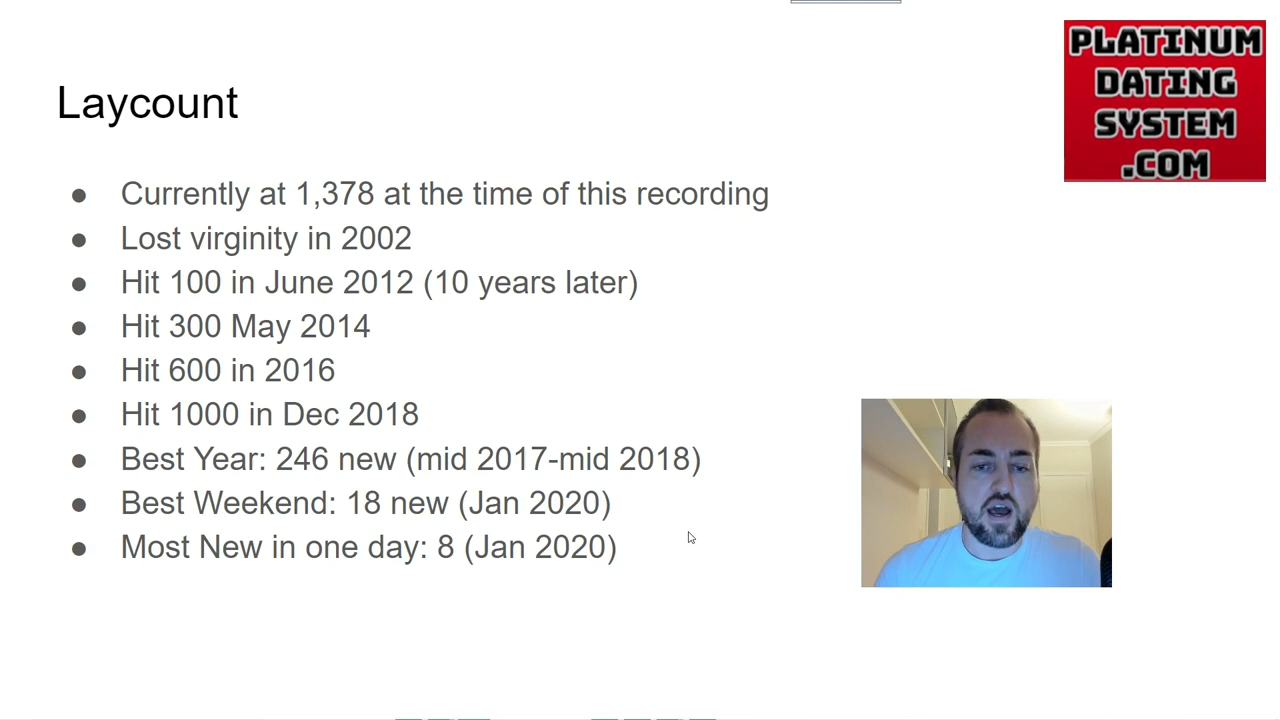 PLATINUM
DATING
SYSTEM
.COM
Laycount
● Currently at 1,378 at the time of this recording
● Lost virginity in 2002
● Hit 100 in June 2012 (10 years later)
● Hit 300 May 2014
● Hit 600 in 2016
● Hit 1000 in Dec 2018
● Best Year: 246 new (mid 2017-mid 2018)
● Best Weekend: 18 new (Jan 2020)
● Most New in one day: 8 (Jan 2020)